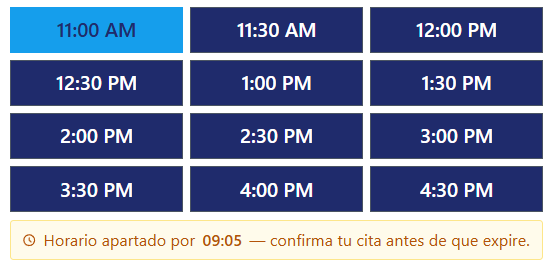 11:00 AM 11:30 AM 12:00 PM
12:30 PM 1:00 PM 1:30 PM
2:00 PM 2:30 PM 3:00 PM
3:30 PM 4:00 PM 4:30 PM
Horario apartado por 09:05 — confirma tu cita antes de que expire.